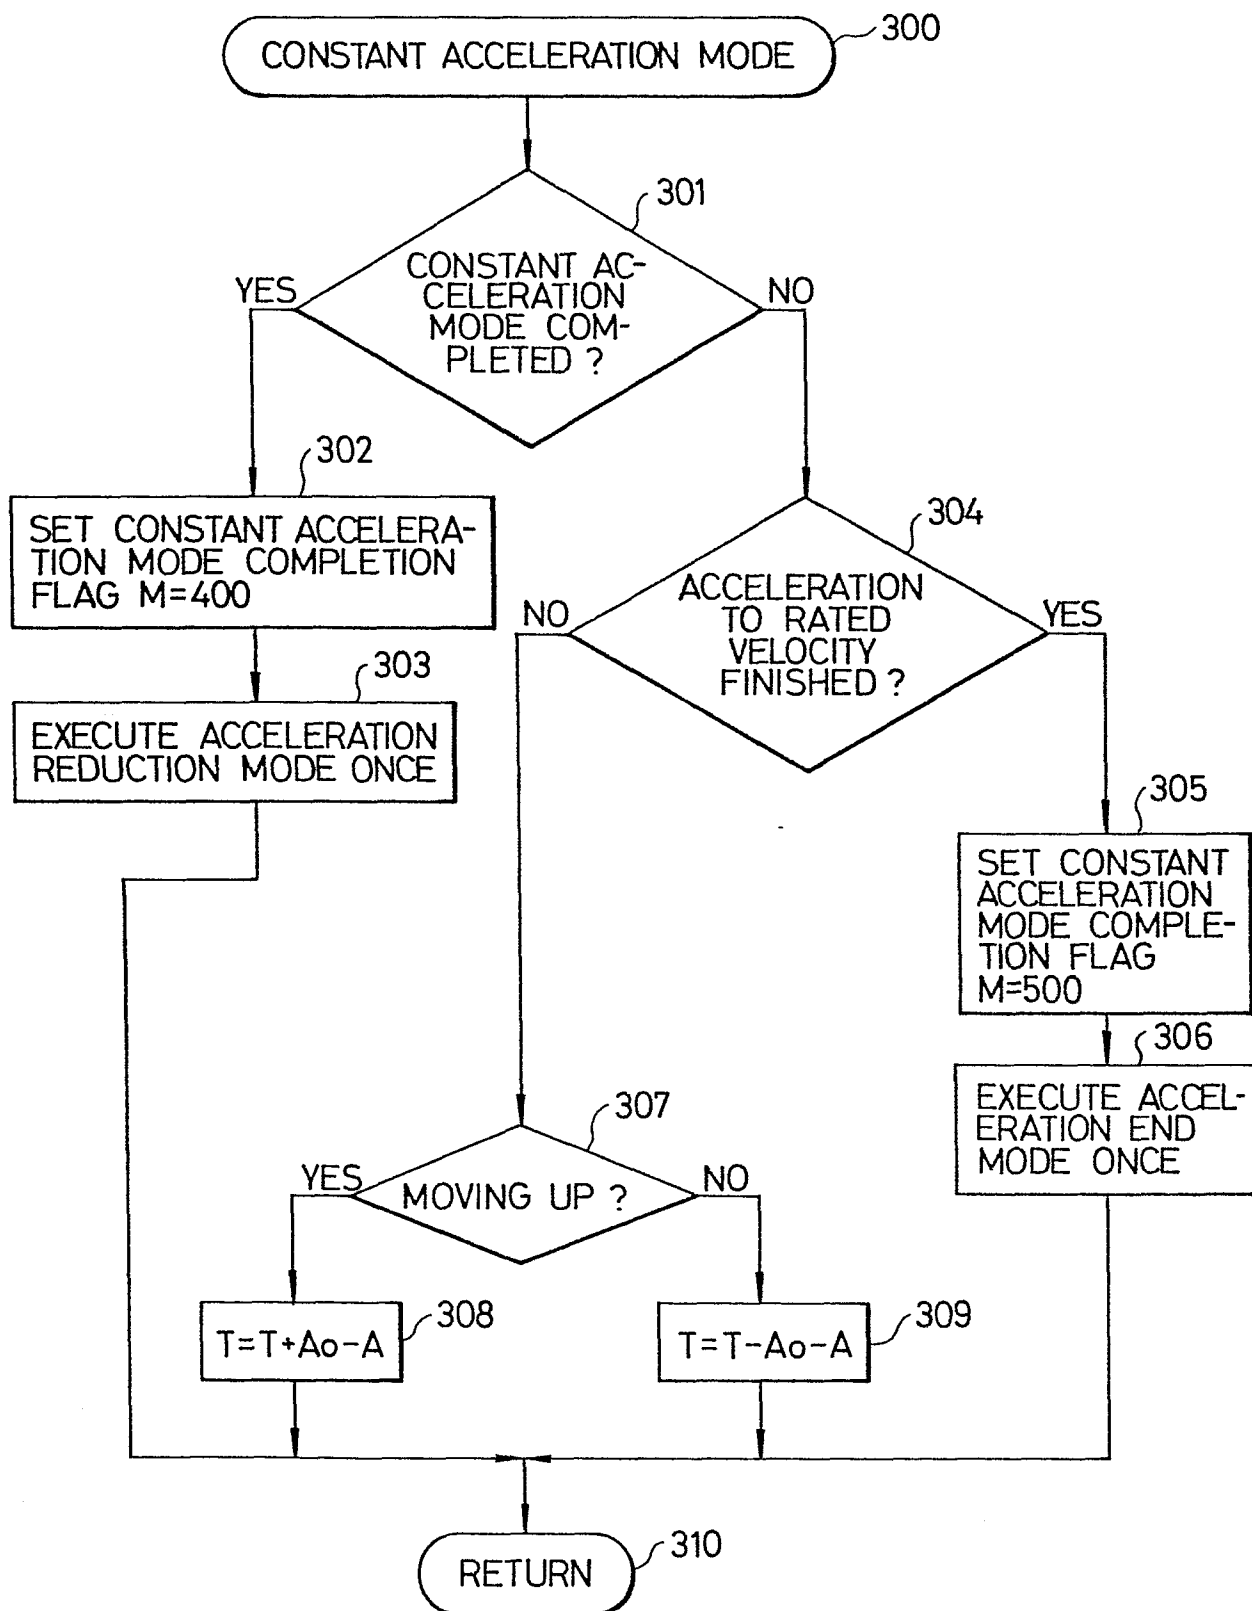 CONSTANT ACCELERATION MODE
300
301
CONSTANT AC-
CELERATION
MODE COM-
PLETED ?
YES
NO
302
SET CONSTANT ACCELERA-
TION MODE COMPLETION
FLAG M=400
303
EXECUTE ACCELERATION
REDUCTION MODE ONCE
304
ACCELERATION
TO RATED
VELOCITY
FINISHED ?
NO
YES
305
SET CONSTANT
ACCELERATION
MODE COMPLE-
TION FLAG
M=500
306
EXECUTE ACCEL-
ERATION END
MODE ONCE
307
MOVING UP ?
YES
NO
308
T=T+Ao-A
309
T=T-Ao-A
RETURN
310